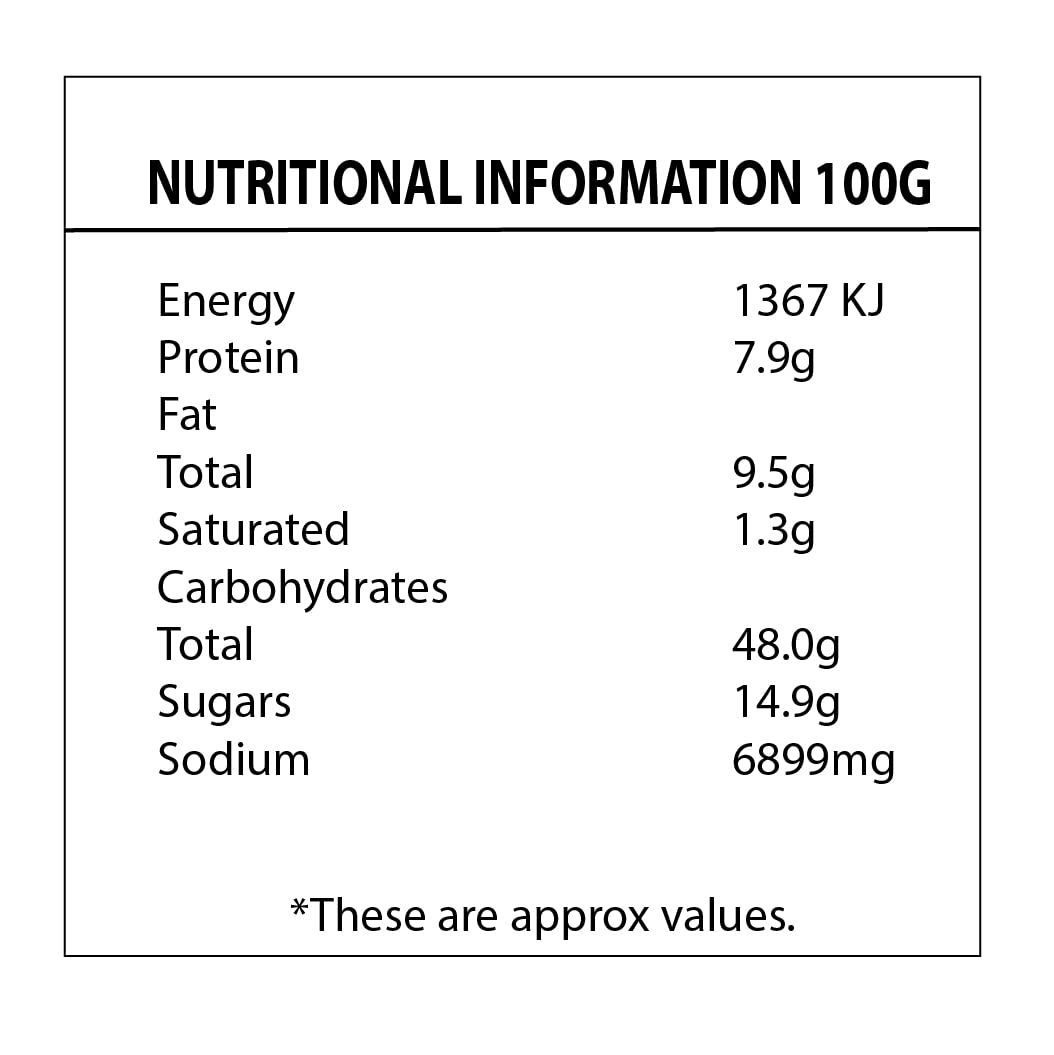 NUTRITIONAL INFORMATION 100G
Energy 1367 KJ
Protein 7.9g
Fat
Total 9.5g
Saturated 1.3g
Carbohydrates
Total 48.0g
Sugars 14.9g
Sodium 6899mg
*These are approx values.